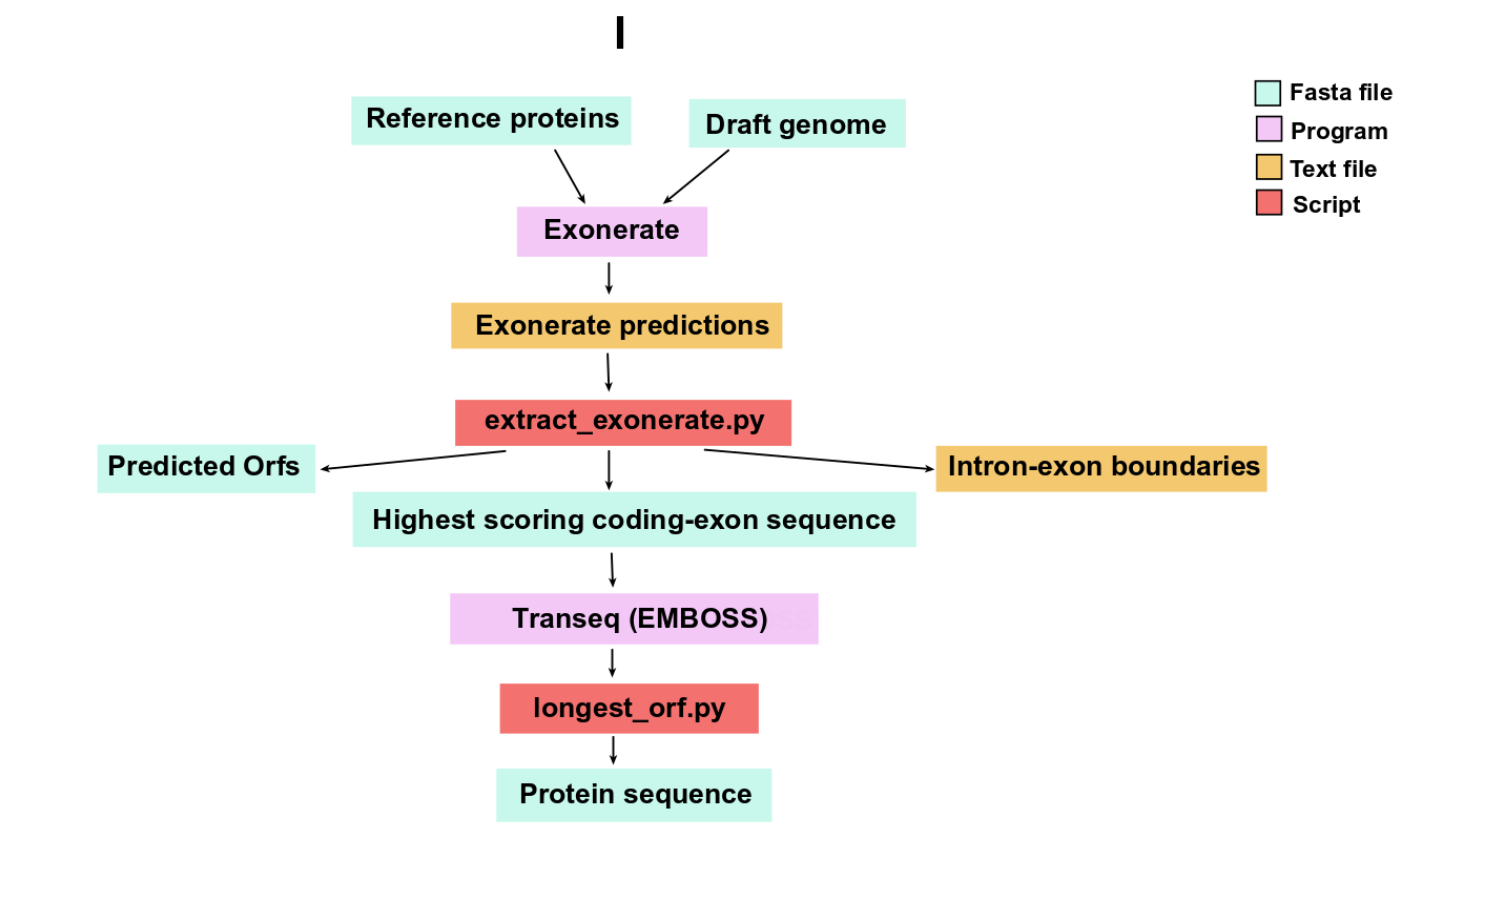 I
Reference proteins
Draft genome
Fasta file
Program
Text file
Script
Exonerate
Exonerate predictions
extract_exonerate.py
Predicted Orfs
Intron-exon boundaries
Highest scoring coding-exon sequence
Transeq (EMBOSS)
longest_orf.py
Protein sequence